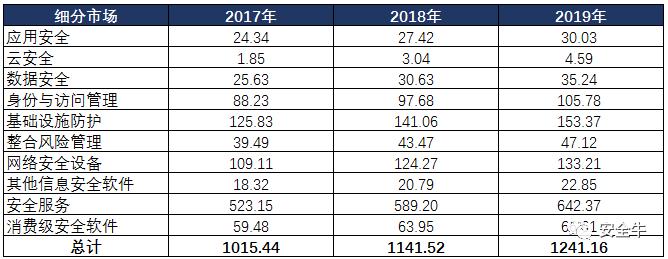 细分市场 2017年 2018年 2019年
应用安全 24.34 27.42 30.03
云安全 1.85 3.04 4.59
数据安全 25.63 30.63 35.24
身份与访问管理 88.23 97.68 105.78
基础设施防护 125.83 141.06 153.37
整合风险管理 39.49 43.47 47.12
网络安全设备 109.11 124.27 133.21
其他信息安全软件 18.32 20.79 22.85
安全服务 523.15 589.20 642.37
消费级安全软件 59.48 63.95
安全牛
总计 1015.44 1141.52 1241.16